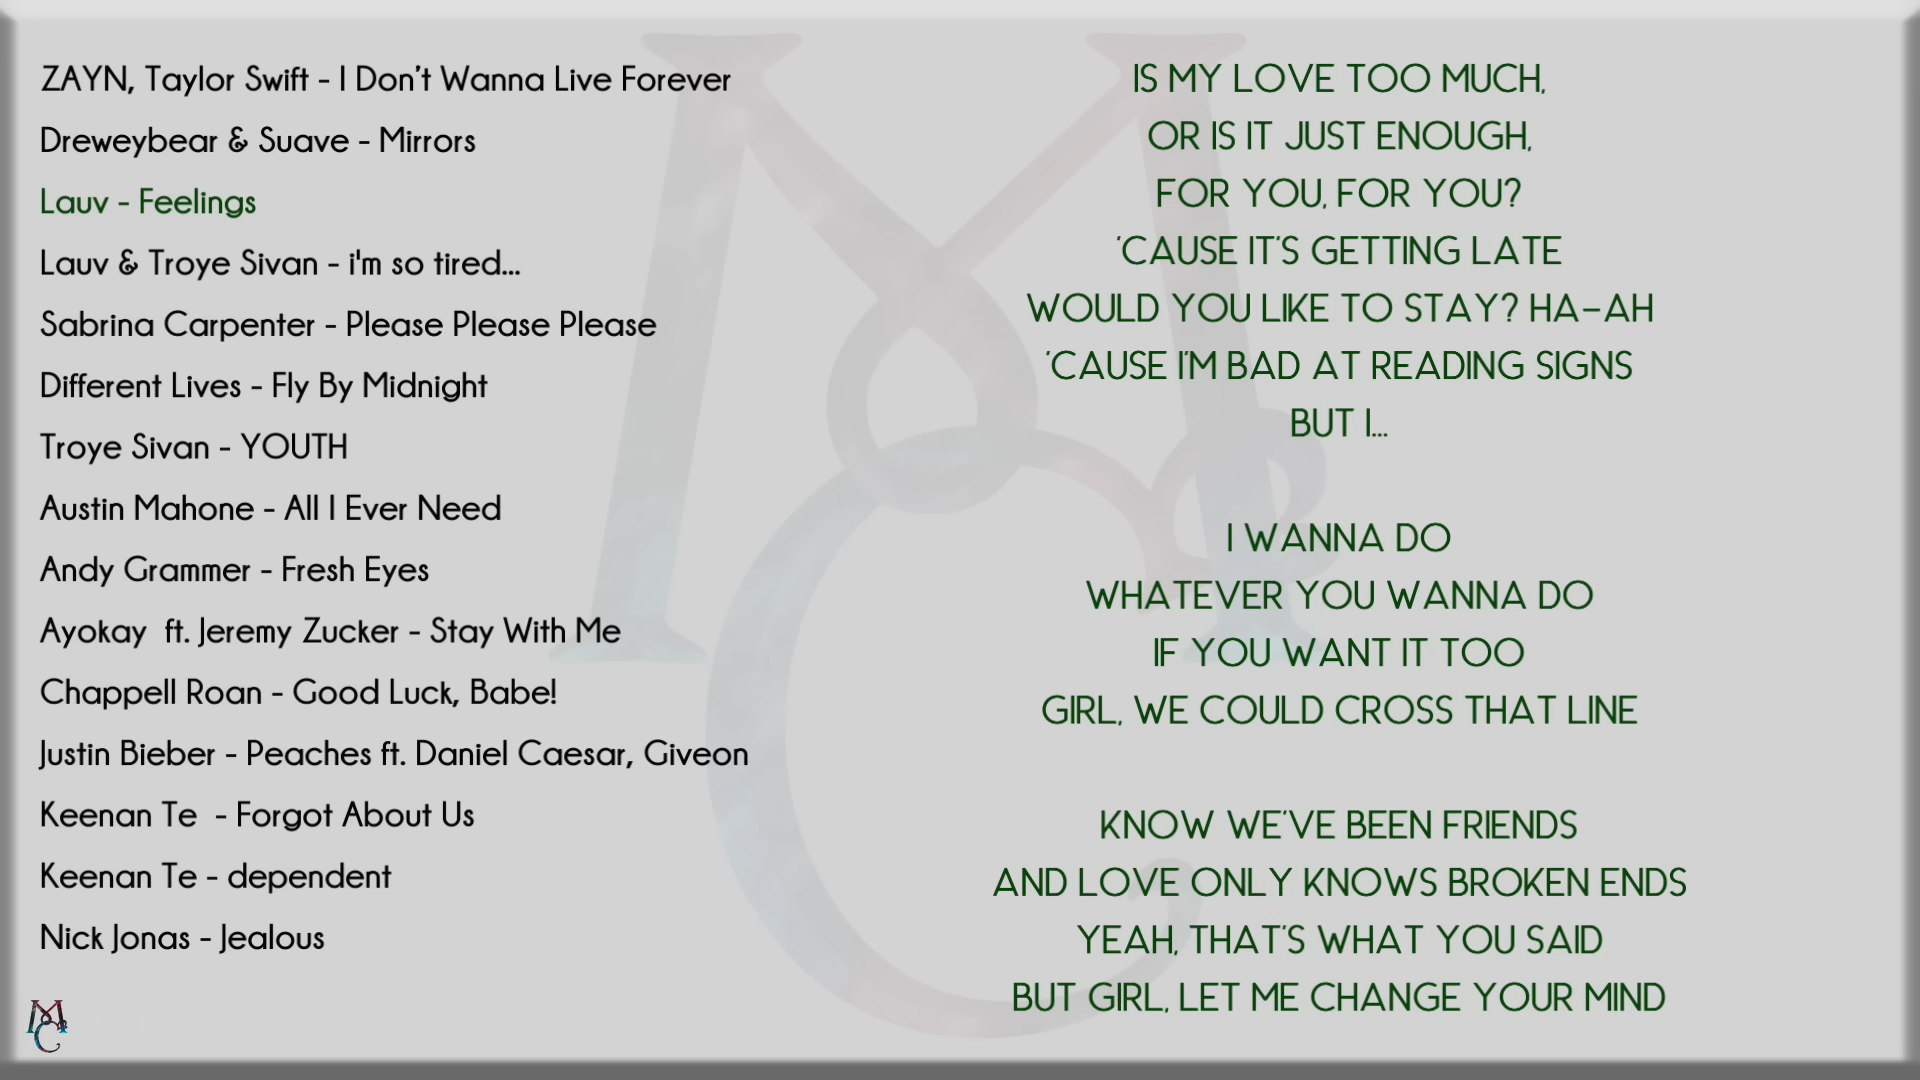 ZAYN, Taylor Swift - I Don't Wanna Live Forever
Dreweybear & Suave - Mirrors
Lauv - Feelings
Lauv & Troye Sivan - i'm so tired...
Sabrina Carpenter - Please Please Please
Different Lives - Fly By Midnight
Troye Sivan - YOUTH
Austin Mahone - All I Ever Need
Andy Grammer - Fresh Eyes
Ayokay  ft. Jeremy Zucker - Stay With Me
Chappell Roan - Good Luck, Babe!
Justin Bieber - Peaches ft. Daniel Caesar, Giveon
Keenan Te  - Forgot About Us
Keenan Te - dependent
Nick Jonas - Jealous
IS MY LOVE TOO MUCH,
OR IS IT JUST ENOUGH,
FOR YOU, FOR YOU?
'CAUSE IT'S GETTING LATE
WOULD YOU LIKE TO STAY? HA-AH
'CAUSE I'M BAD AT READING SIGNS
BUT I...
I WANNA DO
WHATEVER YOU WANNA DO
IF YOU WANT IT TOO
GIRL, WE COULD CROSS THAT LINE
KNOW WE'VE BEEN FRIENDS
AND LOVE ONLY KNOWS BROKEN ENDS
YEAH, THAT'S WHAT YOU SAID
BUT GIRL, LET ME CHANGE YOUR MIND